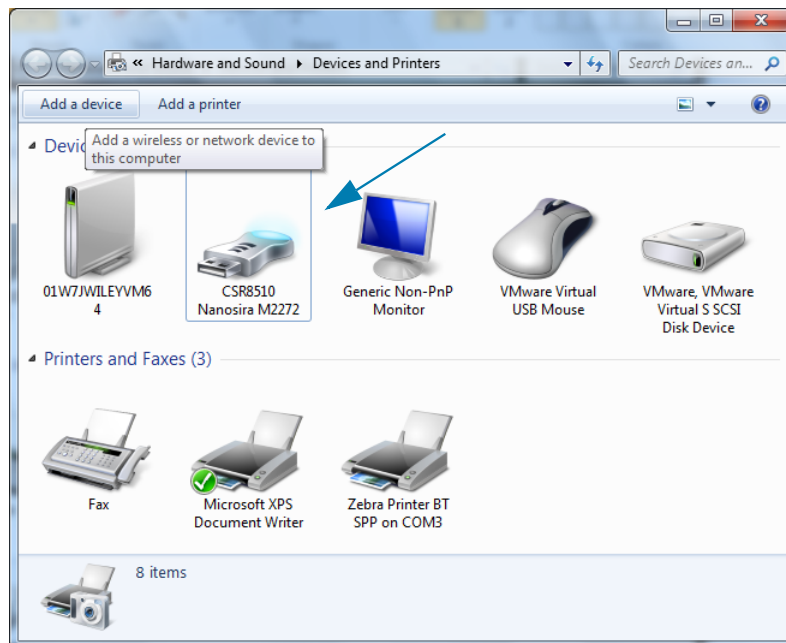 « Hardware and Sound ▸ Devices and Printers
Search Devices an...
Add a device
Add a printer
Devic
Add a wireless or network device to
this computer
01W7JWILEYVM6
4
CSR8510
Nanosira M2272
Generic Non-PnP
Monitor
VMware Virtual
USB Mouse
VMware, VMware
Virtual S SCSI
Disk Device
Printers and Faxes (3)
Fax
Microsoft XPS
Document Writer
Zebra Printer BT
SPP on COM3
8 items